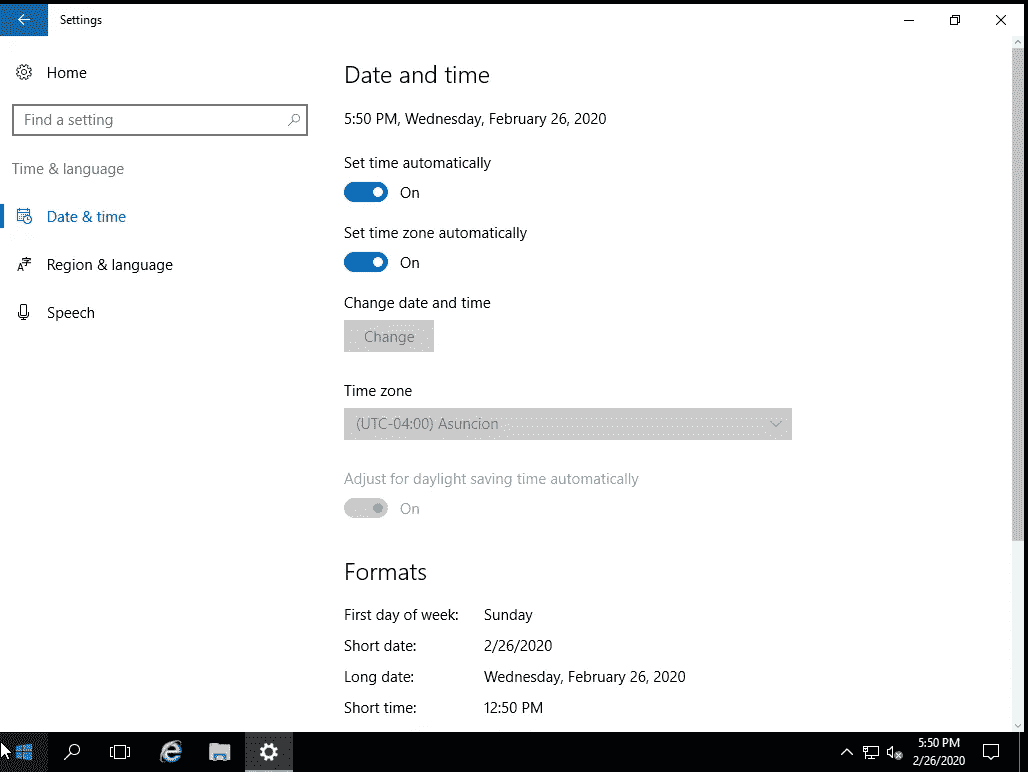 Settings
Home
Find a setting
Time & language
Date & time
Region & language
Speech
Date and time
5:50 PM, Wednesday, February 26, 2020
Set time automatically
On
Set time zone automatically
On
Change date and time
Change
Time zone
(UTC-04:00) Asuncion
Adjust for daylight saving time automatically
On
Formats
First day of week: Sunday
Short date: 2/26/2020
Long date: Wednesday, February 26, 2020
Short time: 12:50 PM
5:50 PM
2/26/2020